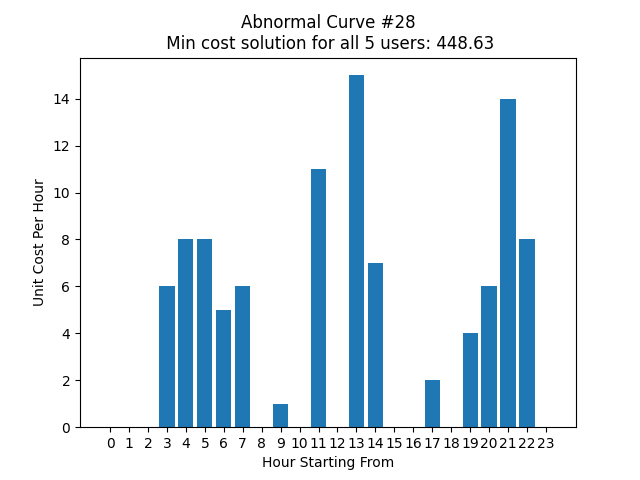 Abnormal Curve #28
Min cost solution for all 5 users: 448.63
Unit Cost Per Hour
14
12
10
8
6
4
2
0
0 1 2 3 4 5 6 7 8 9 10 11 12 13 14 15 16 17 18 19 20 21 22 23
Hour Starting From